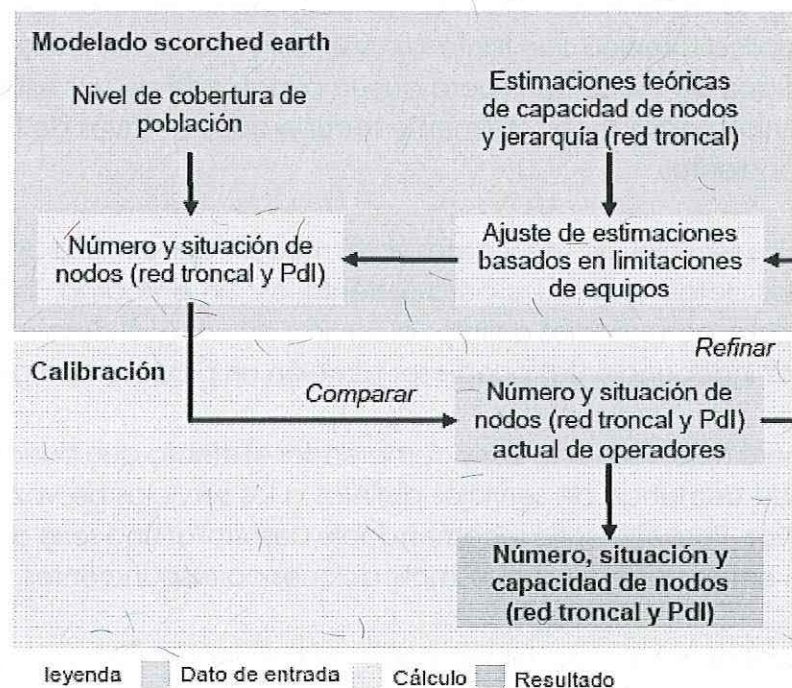 Modelado scorched earth
Nivel de cobertura de
población
Estimaciones teóricas
de capacidad de nodos
y jerarquía (red troncal)
Número y situación de
nodos (red troncal y PdI)
Ajuste de estimaciones
basados en limitaciones
de equipos
Refinar
Calibración
Comparar
Número y situación de
nodos (red troncal y PdI)
actual de operadores
Número, situación y
capacidad de nodos
(red troncal y PdI)
leyenda Dato de entrada Cálculo Resultado